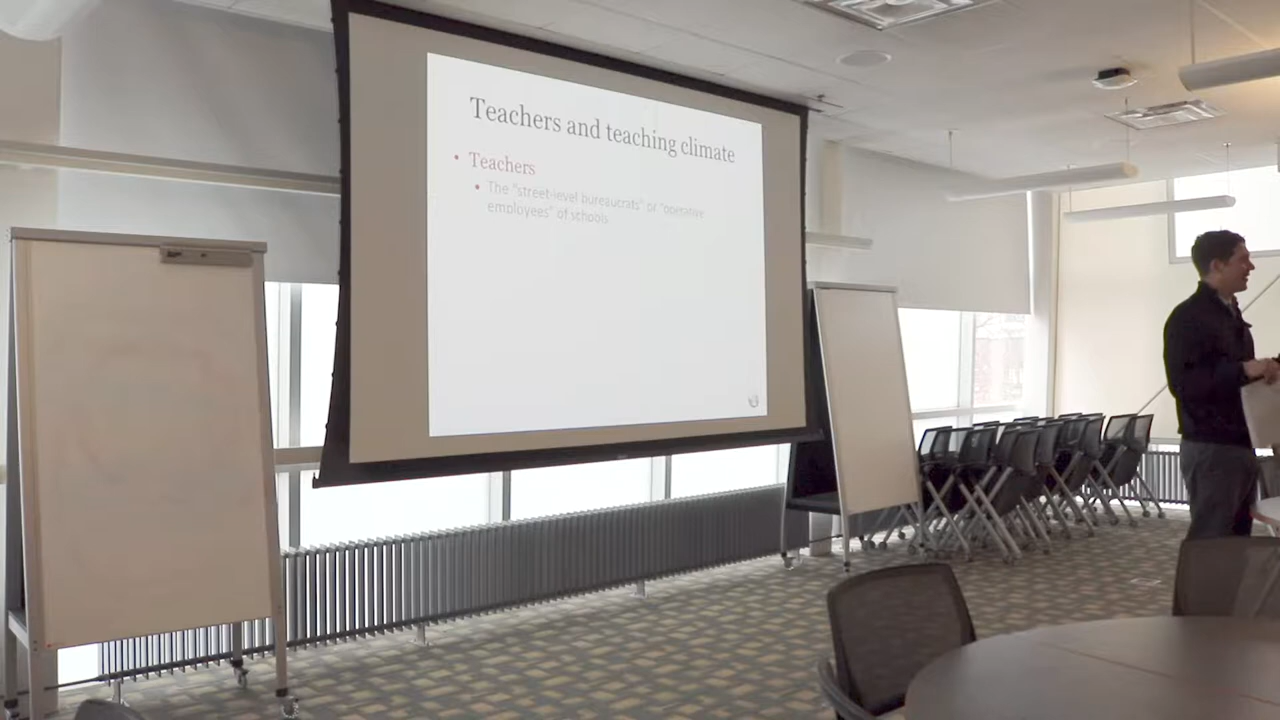 Teachers and teaching climate
• Teachers
• The "street-level bureaucrats" or "operative
employees" of schools